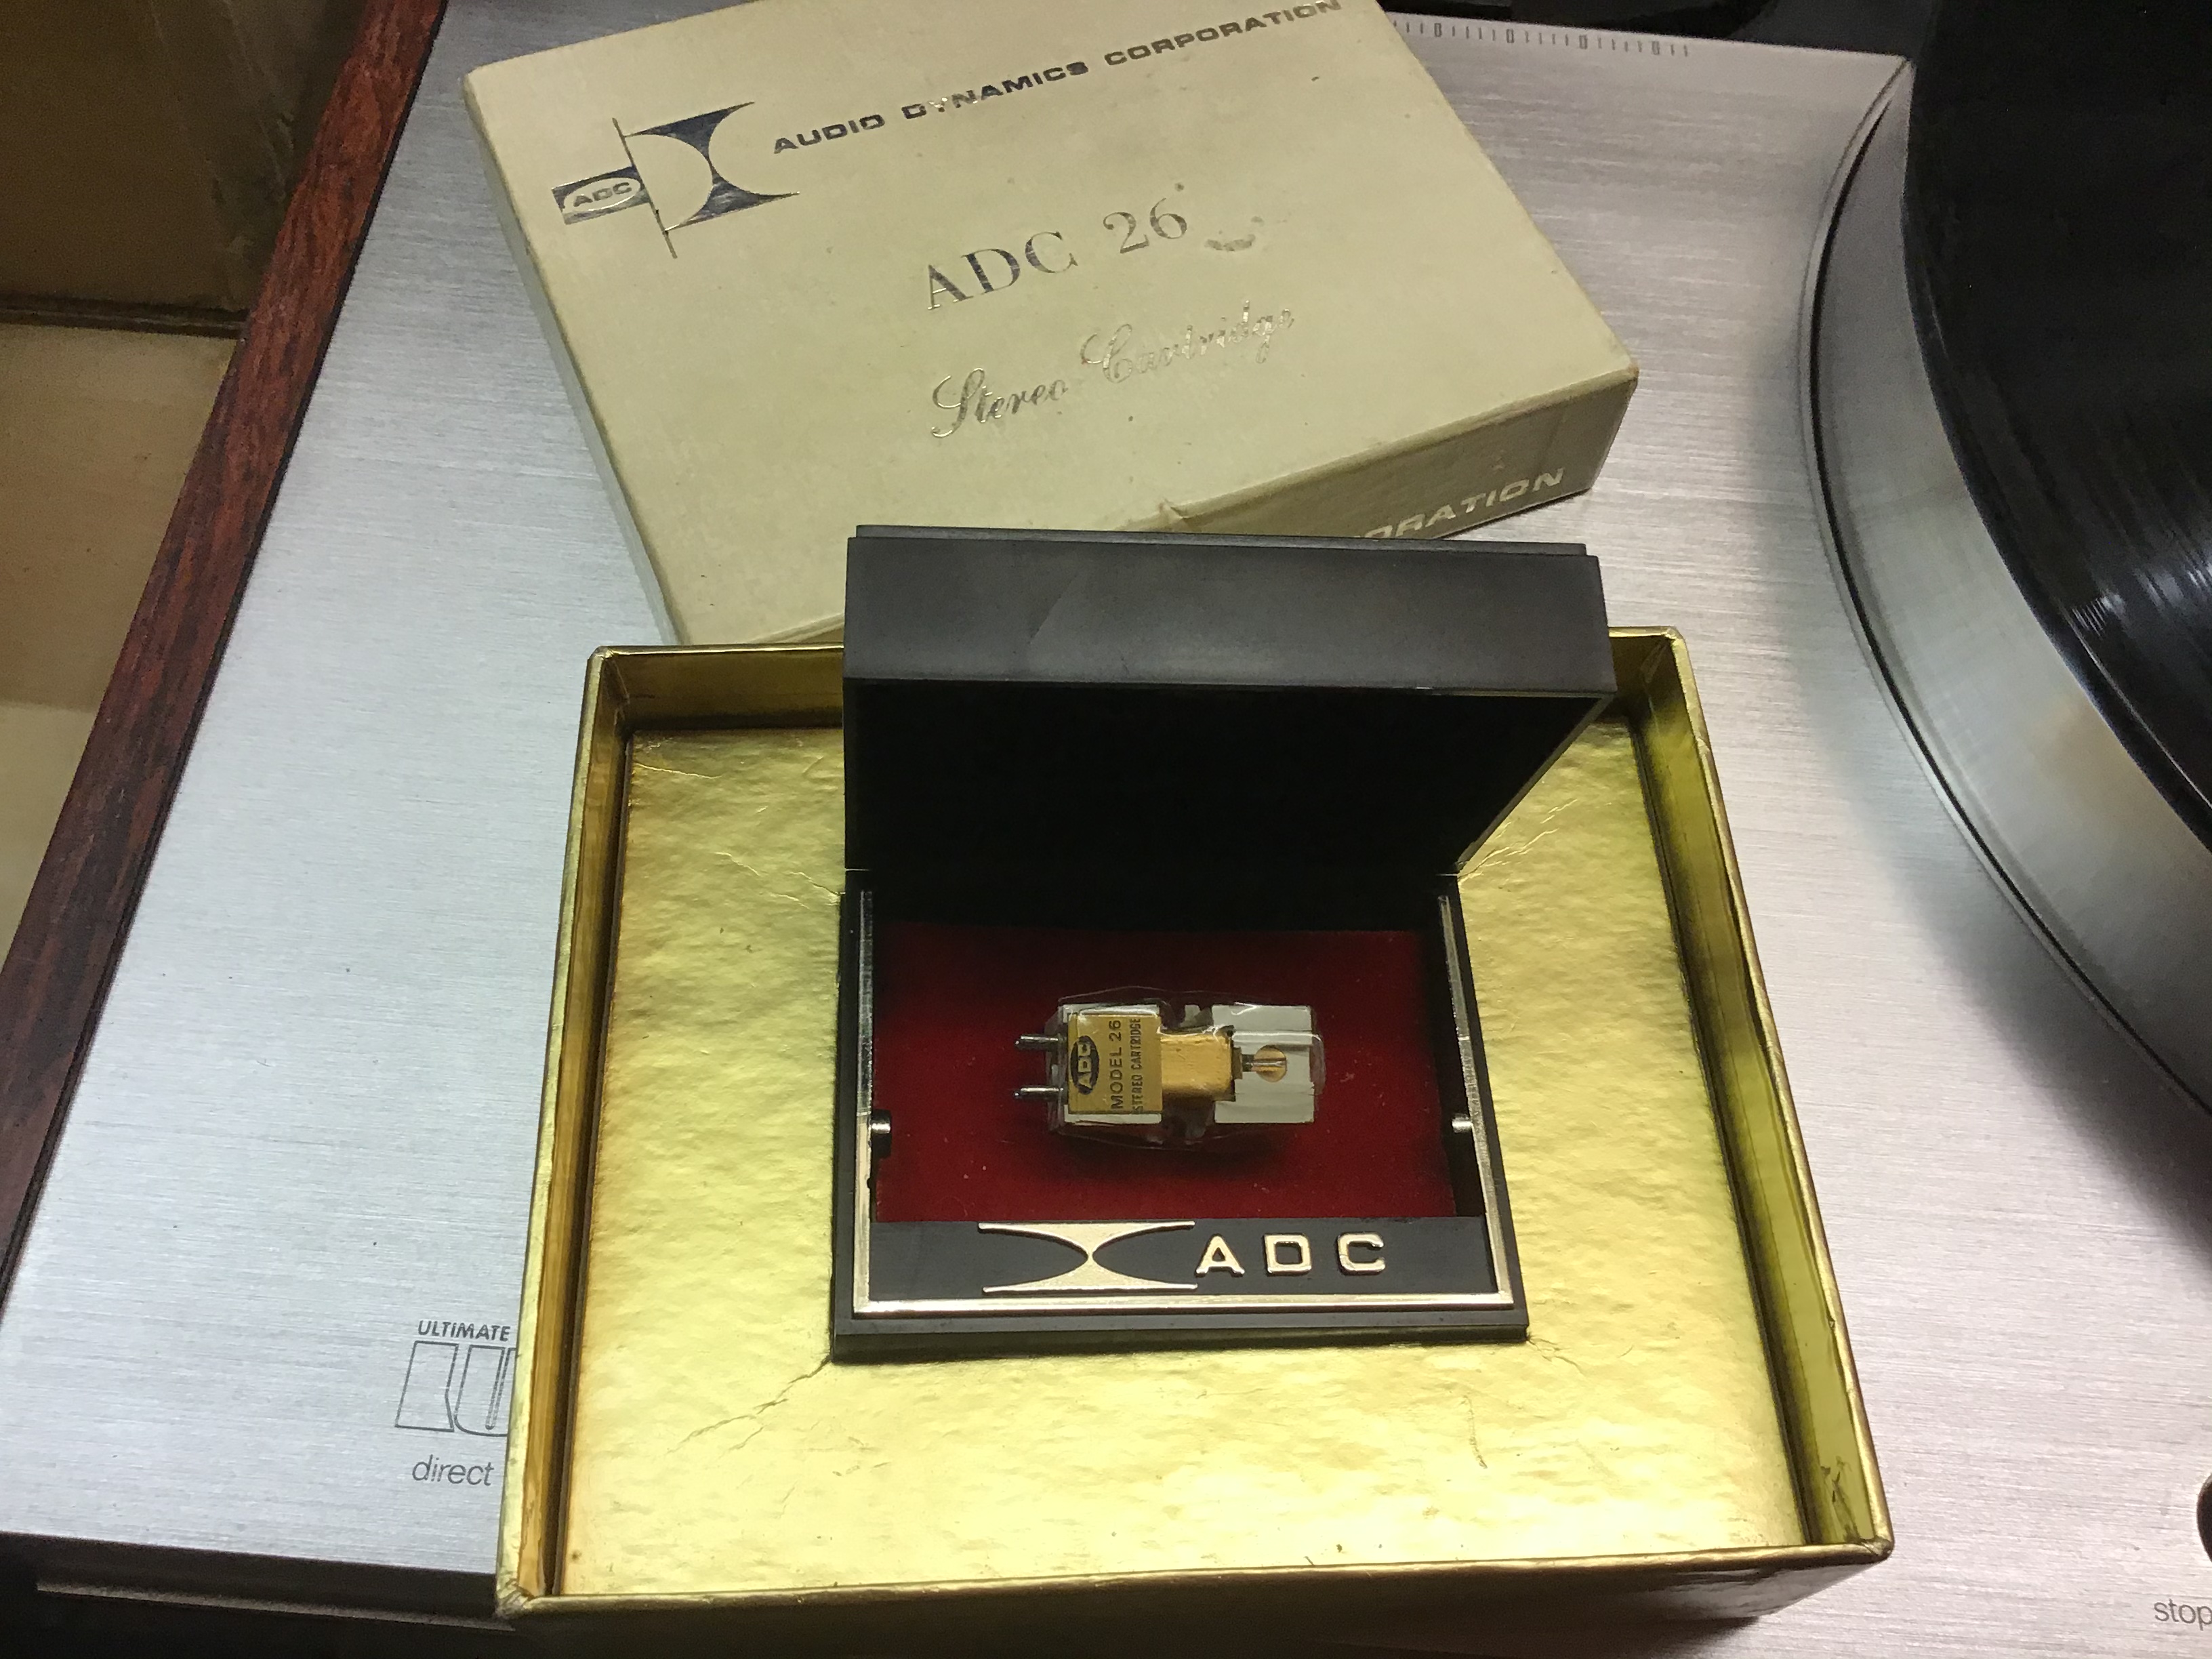 AUDIO DYNAMICS CORPORATION
ADC
ADC 26
Stereo Cartridge
ORATION
ADC
MODEL 26
STEREO CARTRIDGE
ADC
ULTIMATE
direct
stop